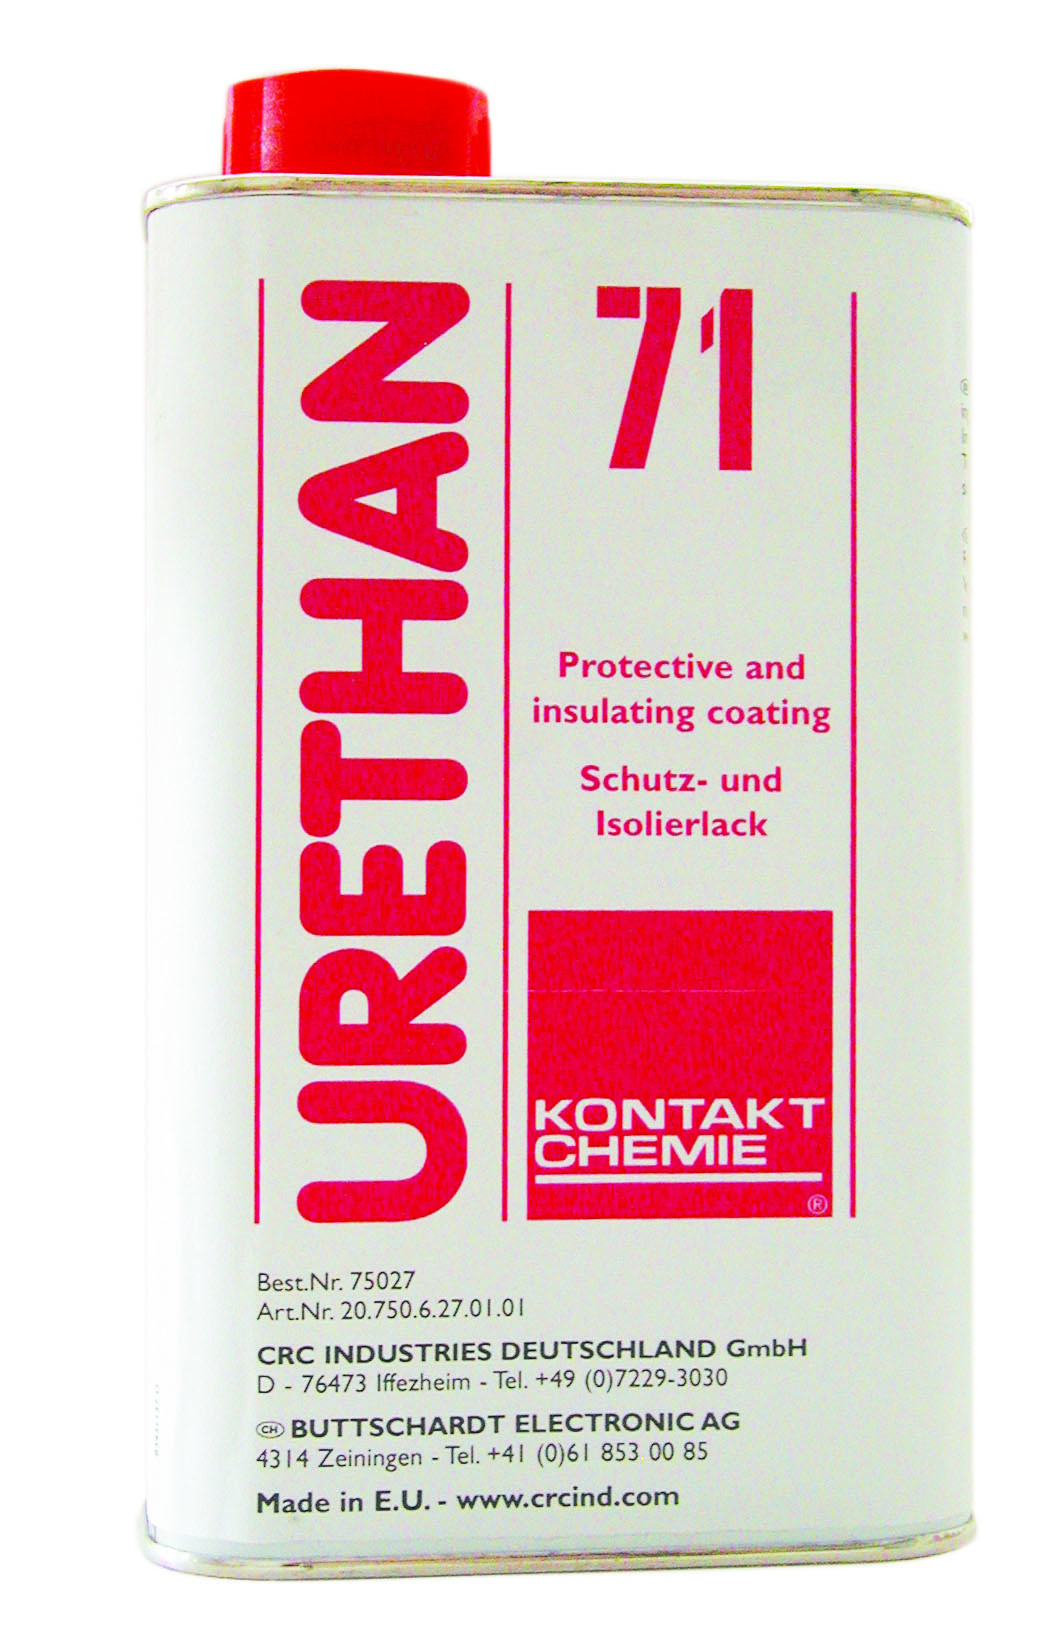 URETHAN
71
Protective and
insulating coating
Schutz- und
Isolierlack
KONTAKT
CHEMIE
®
Best.Nr. 75027
Art.Nr. 20.750.6.27.01.01
CRC INDUSTRIES DEUTSCHLAND GmbH
D - 76473 Iffezheim - Tel. +49 (0)7229-3030
CH BUTTSCHARDT ELECTRONIC AG
4314 Zeiningen - Tel. +41 (0)61 853 00 85
Made in E.U. - www.crcind.com